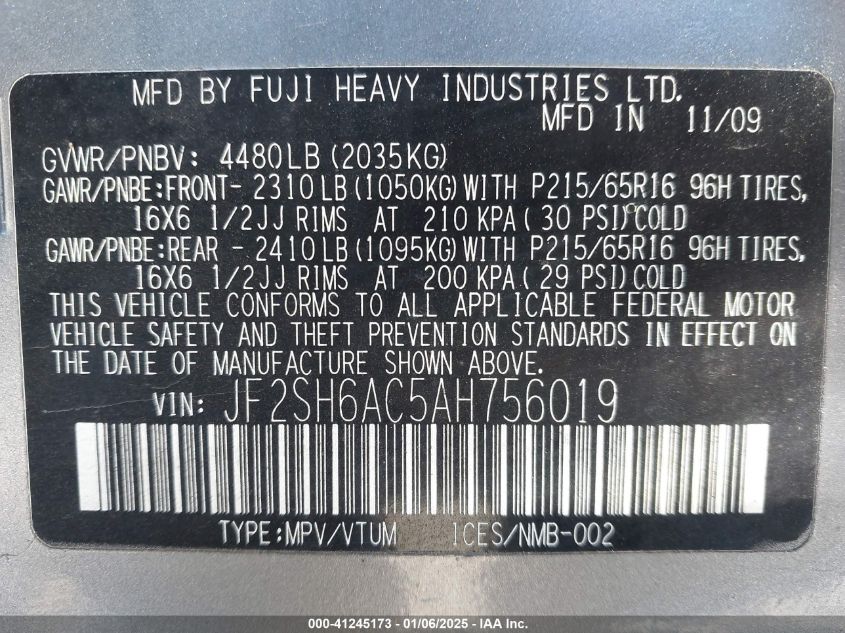 MFD BY FUJI HEAVY INDUSTRIES LTD.
MFD IN 11/09
GVWR/PNBV: 4480LB (2035KG)
GAWR/PNBE:FRONT- 2310LB (1050KG) WITH P215/65R16 96H TIRES,
16X6 1/2JJ RIMS AT 210 KPA( 30 PSI) COLD
GAWR/PNBE:REAR - 2410LB (1095KG) WITH P215/65R16 96H TIRES,
16X6 1/2JJ RIMS AT 200 KPA( 29 PSI) COLD
THIS VEHICLE CONFORMS TO ALL APPLICABLE FEDERAL MOTOR
VEHICLE SAFETY AND THEFT PREVENTION STANDARDS IN EFFECT ON
THE DATE OF MANUFACTURE SHOWN ABOVE.
VIN: JF2SH6AC5AH756019
TYPE:MPV/VTUM ICES/NMB-002
000-41245173 - 01/06/2025 - IAA Inc.